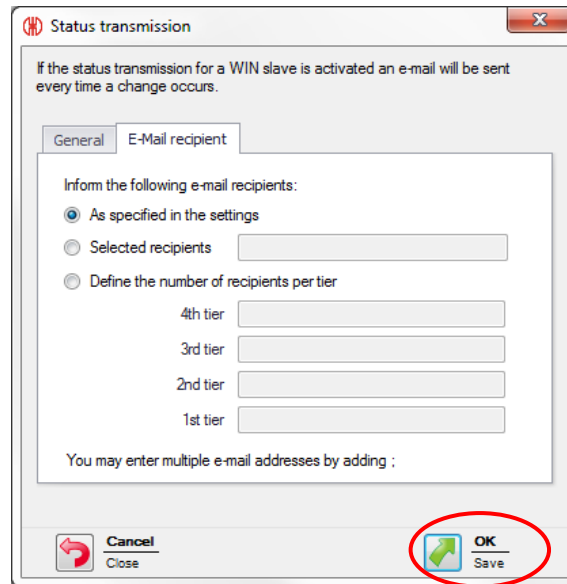 Status transmission
If the status transmission for a WIN slave is activated an e-mail will be sent
every time a change occurs.
General
E-Mail recipient
Inform the following e-mail recipients:
As specified in the settings
Selected recipients
Define the number of recipients per tier
4th tier
3rd tier
2nd tier
1st tier
You may enter multiple e-mail addresses by adding ;
Cancel
Close
OK
Save